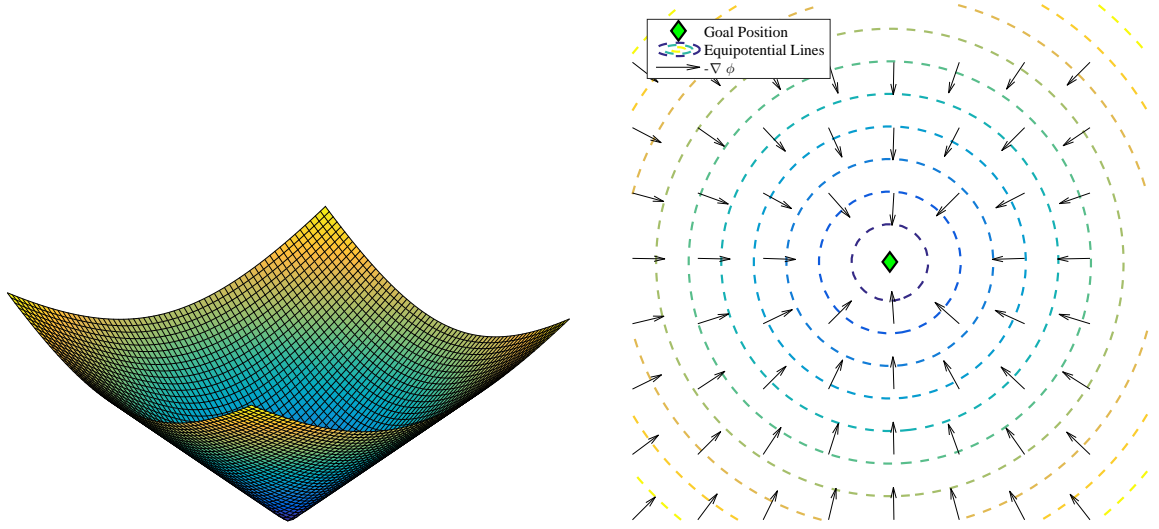 Goal Position
Equipotential Lines
-∇ ϕ